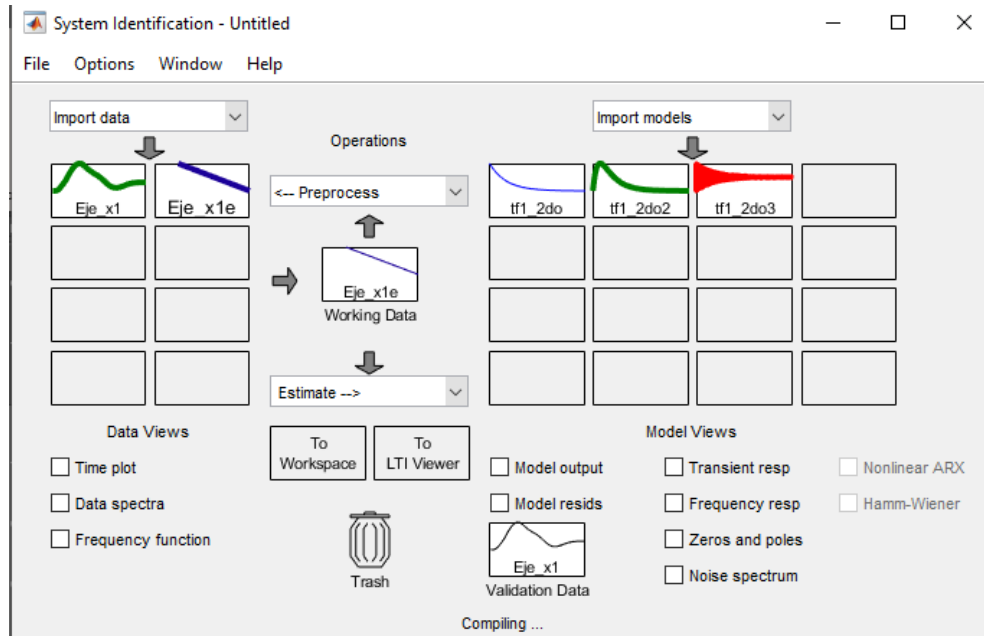 System Identification - Untitled
File Options Window Help
Import data
Import models
Operations
Eje_x1
Eje_x1e
<-- Preprocess
tf1_2do
tf1_2do2
tf1_2do3
Eje_x1e
Working Data
Estimate -->
Data Views
Time plot
Data spectra
Frequency function
To
Workspace
To
LTI Viewer
Trash
Model Views
Model output
Transient resp
Nonlinear ARX
Model resids
Frequency resp
Hamm-Wiener
Eje_x1
Validation Data
Zeros and poles
Noise spectrum
Compiling ...